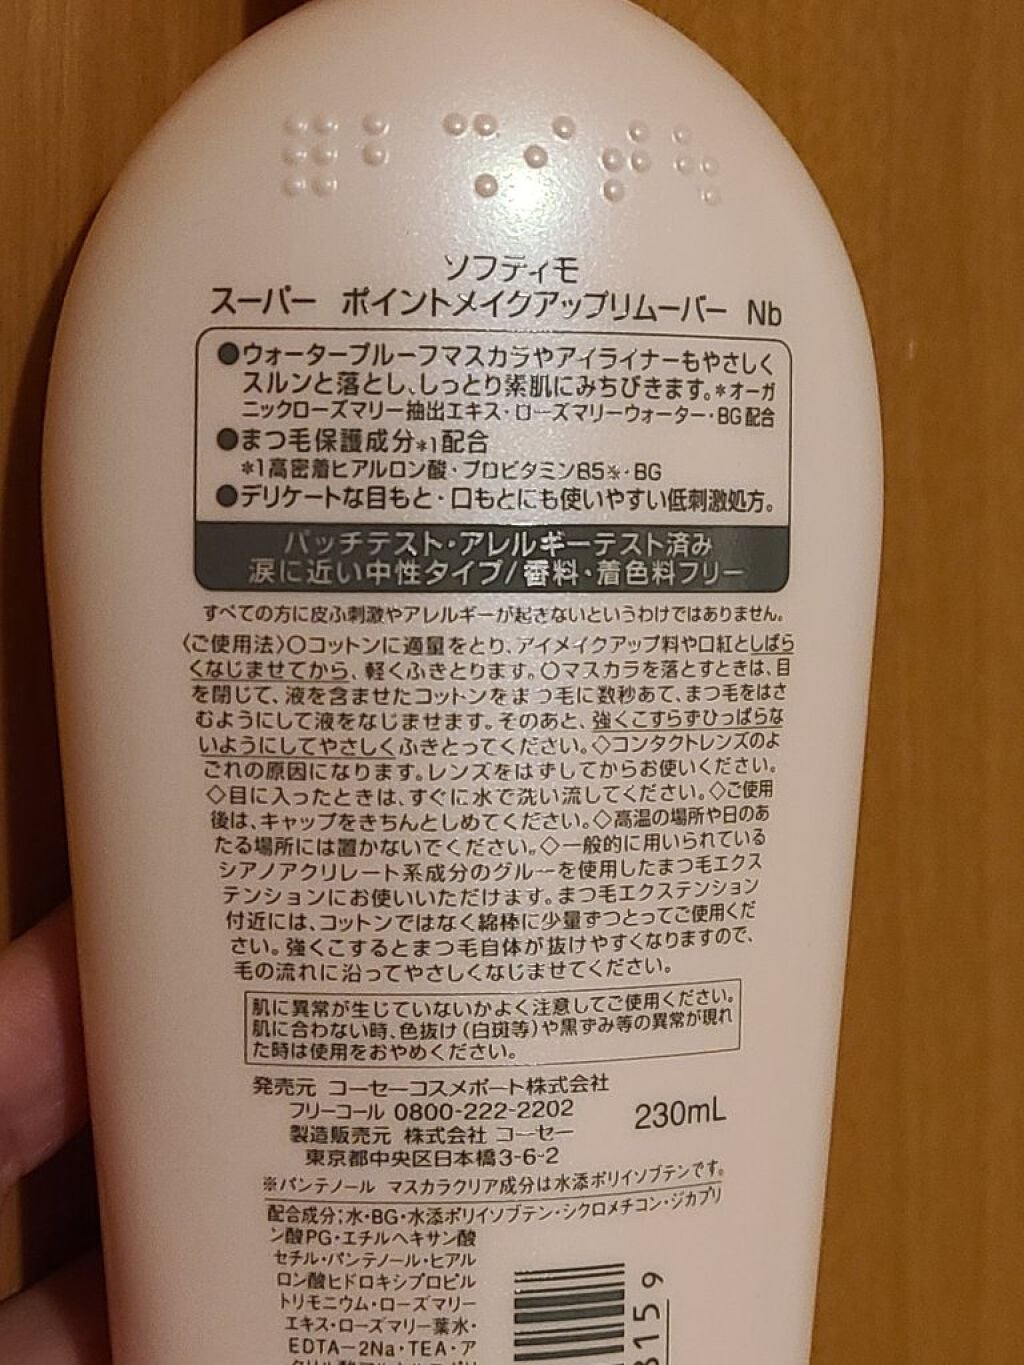 ソフティモ
スーパー ポイントメイクアップリムーバー Nb
●ウォータープルーフマスカラやアイライナーもやさしく
スルンと落とし、しっとり素肌にみちびきます。*オーガ
ニックローズマリー抽出エキス・ローズマリーウォーター・BG配合
●まつ毛保護成分*1配合
*1高密着ヒアルロン酸・プロビタミンB5※・BG
●デリケートな目もと・口もとにも使いやすい低刺激処方。
パッチテスト・アレルギーテスト済み
涙に近い中性タイプ/香料・着色料フリー
すべての方に皮ふ刺激やアレルギーが起きないというわけではありません。
〈ご使用法〉○コットンに適量をとり、アイメイクアップ料や口紅としばら
くなじませてから、軽くふきとります。○マスカラを落とすときは、目
を閉じて、液を含ませたコットンをまつ毛に数秒あて、まつ毛をはさ
むようにして液をなじませます。そのあと、強くこすらずひっぱらな
いようにしてやさしくふきとってください。◇コンタクトレンズのよ
ごれの原因になります。レンズをはずしてからお使いください。
◇目に入ったときは、すぐに水で洗い流してください。◇ご使用
後は、キャップをきちんとしめてください。◇高温の場所や日のあ
たる場所には置かないでください。◇一般的に用いられている
シアノアクリレート系成分のグルーを使用したまつ毛エクス
テンションにお使いいただけます。まつ毛エクステンション
付近には、コットンではなく綿棒に少量ずつとってご使用くだ
さい。強くこするとまつ毛自体が抜けやすくなりますので、
毛の流れに沿ってやさしくなじませてください。
肌に異常が生じていないかよく注意してご使用ください。
肌に合わない時、色抜け(白斑等)や黒ずみ等の異常が現れ
た時は使用をおやめください。
発売元 コーセーコスメポート株式会社
フリーコール 0800-222-2202
製造販売元 株式会社 コーセー
東京都中央区日本橋3-6-2
230mL
※パンテノール マスカラクリア成分は水添ポリイソブテンです。
配合成分;水・BG・水添ポリイソブテン・シクロメチコン・ジカプリ
ン酸PG・エチルヘキサン酸
セチル・パンテノール・ヒアル
ロン酸ヒドロキシプロピル
トリモニウム・ローズマリー
エキス・ローズマリー葉水・
EDTA-2Na・TEA・ア
8159